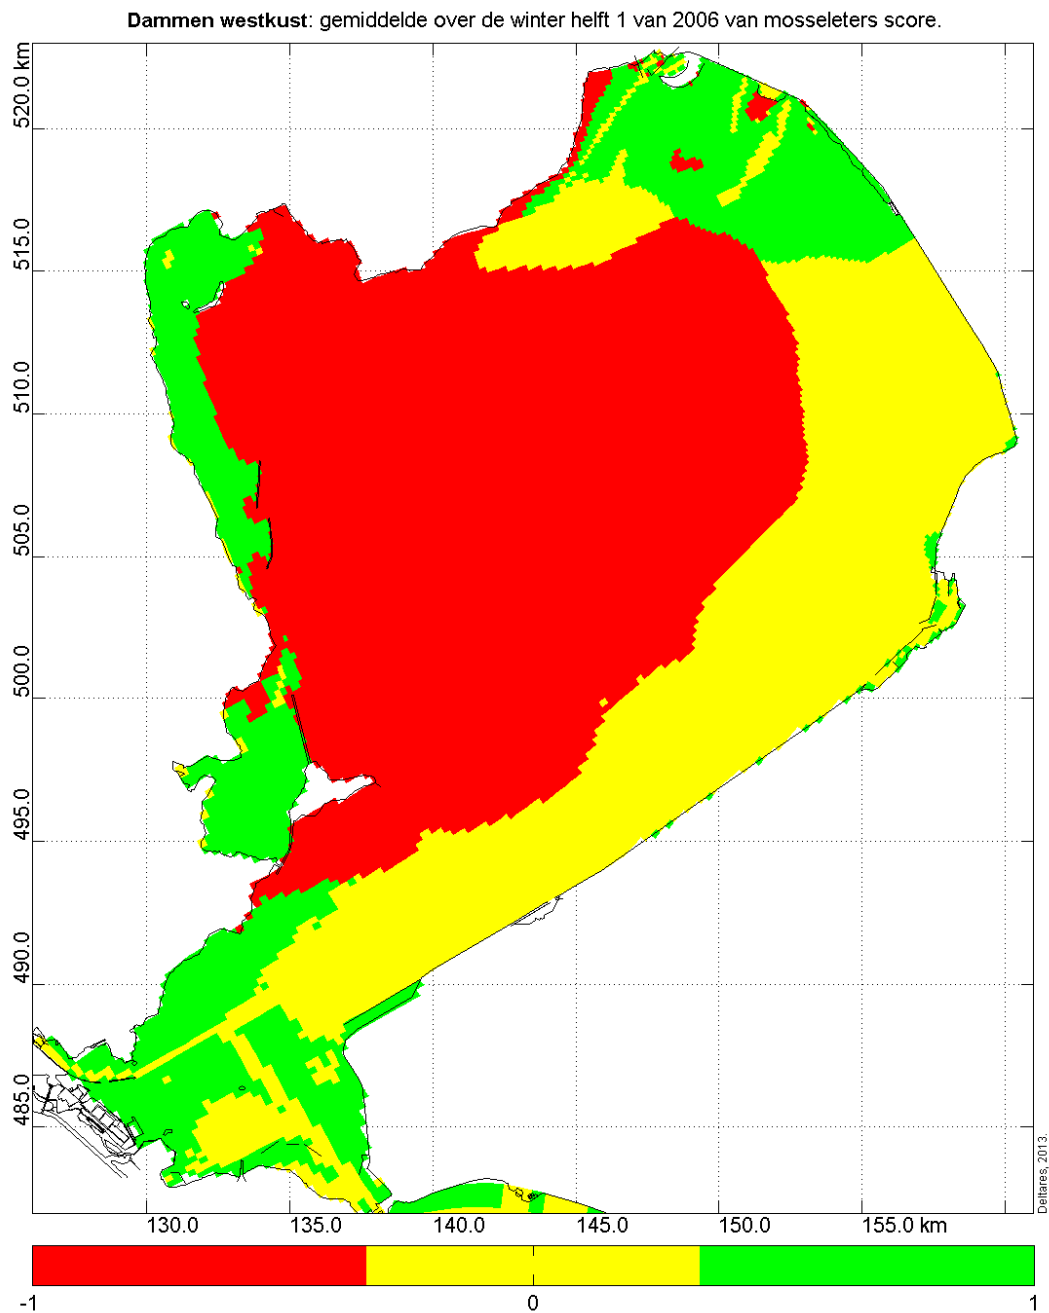 Dammen westkust: gemiddelde over de winter helft 1 van 2006 van mosseleters score.
520.0 km
515.0
510.0
505.0
500.0
495.0
490.0
485.0
130.0 135.0 140.0 145.0 150.0 155.0 km
Deltares, 2013.
-1 0 1